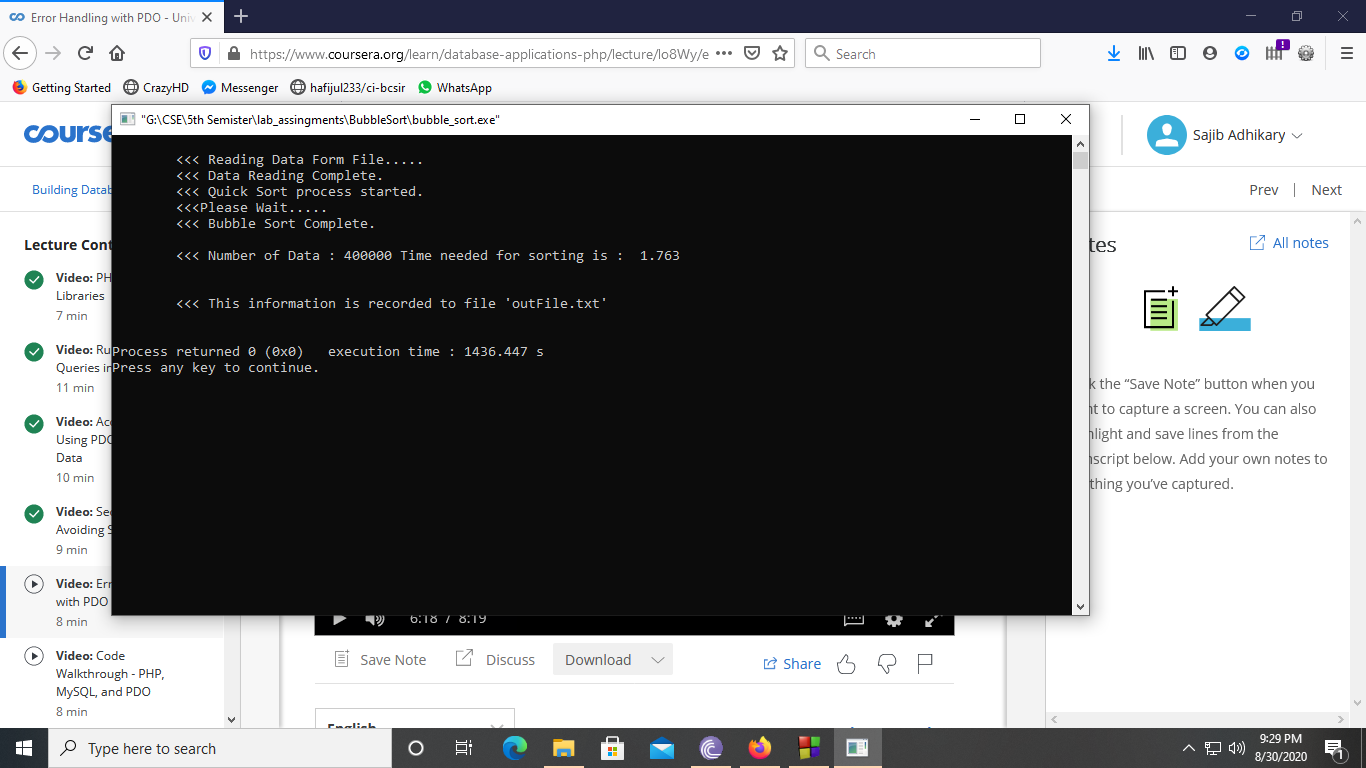 Error Handling with PDO - Univ
https://www.coursera.org/learn/database-applications-php/lecture/lo8Wy/e
Search
Getting Started
CrazyHD
Messenger
hafijul233/ci-bcsir
WhatsApp
course
Sajib Adhikary
Building Datab
Prev | Next
"G:\CSE\5th Semister\lab_assingments\BubbleSort\bubble_sort.exe"
<<< Reading Data Form File.....
<<< Data Reading Complete.
<<< Quick Sort process started.
<<<Please Wait.....
<<< Bubble Sort Complete.
<<< Number of Data : 400000 Time needed for sorting is :  1.763
<<< This information is recorded to file 'outFile.txt'
Process returned 0 (0x0)   execution time : 1436.447 s
Press any key to continue.
Lecture Cont
Video: PH
Libraries
7 min
Video: Ru
Queries in
11 min
Video: Acc
Using PDO
Data
10 min
Video: Sec
Avoiding S
9 min
Video: Err
with PDO
8 min
Video: Code
Walkthrough - PHP,
MySQL, and PDO
8 min
tes
All notes
k the “Save Note” button when you
nt to capture a screen. You can also
hlight and save lines from the
nscript below. Add your own notes to
thing you’ve captured.
6:18 / 8:19
Save Note
Discuss
Download
Share
English
Type here to search
9:29 PM
8/30/2020
1